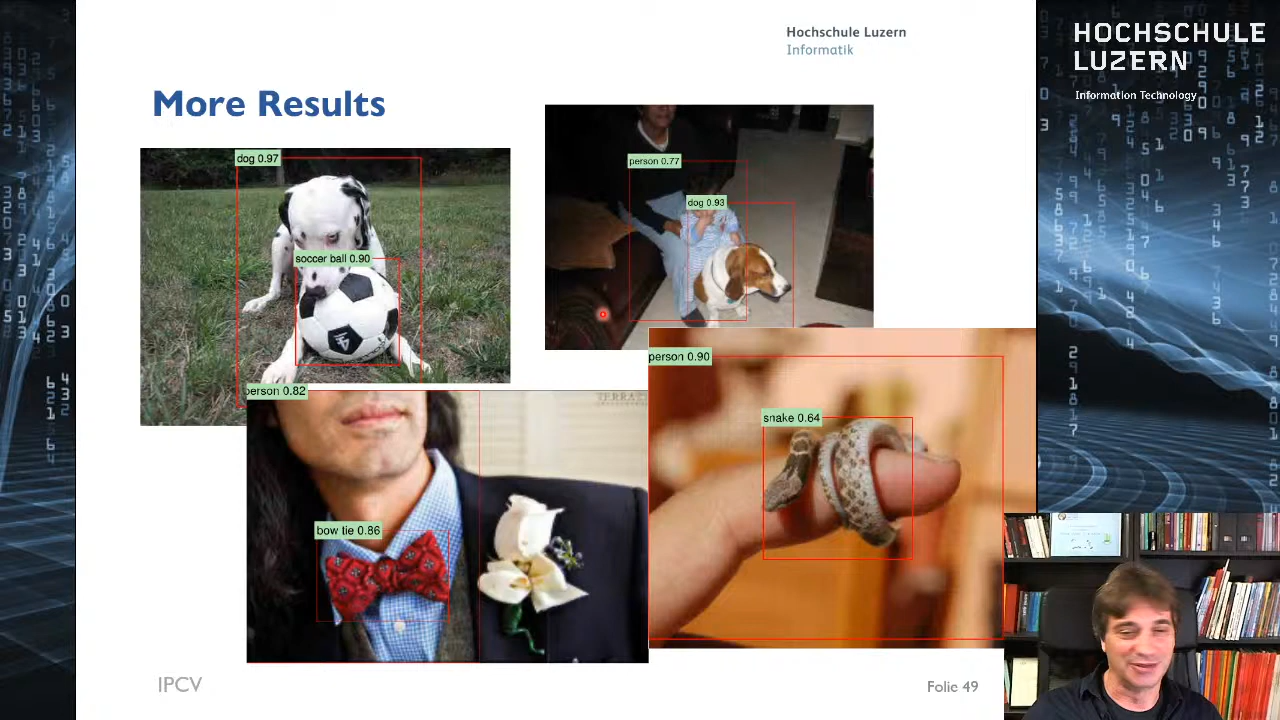 Hochschule Luzern
Informatik
HOCHSCHULE
LUZERN
Information Technology
More Results
dog 0.97
soccer ball 0.90
person 0.77
dog 0.93
person 0.82
bow tie 0.86
person 0.90
snake 0.64
IPCV
Folie 49